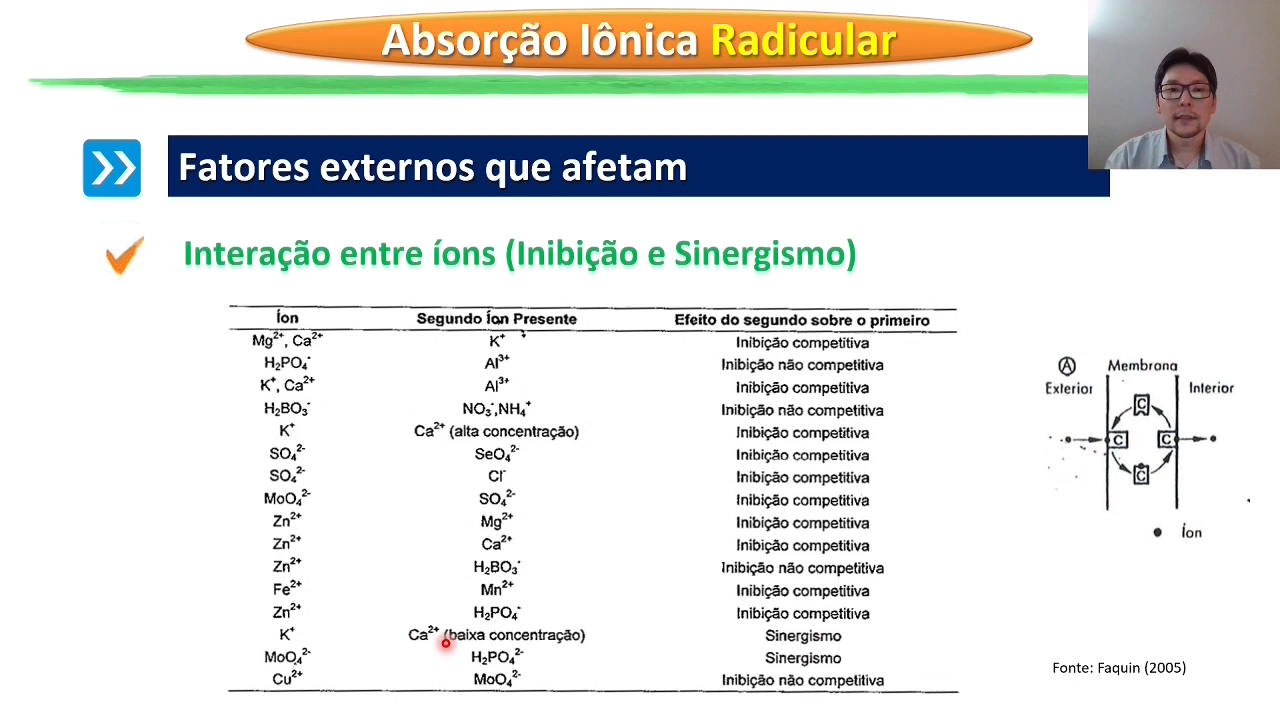 Absorção Iônica Radicular
Fatores externos que afetam
Interação entre íons (Inibição e Sinergismo)
Íon Segundo Íon Presente Efeito do segundo sobre o primeiro
Mg²⁺, Ca²⁺ K⁺ Inibição competitiva
H₂PO₄⁻ Al³⁺ Inibição não competitiva
K⁺, Ca²⁺ Al³⁺ Inibição competitiva
H₂BO₃⁻ NO₃⁻,NH₄⁺ Inibição não competitiva
K⁺ Ca²⁺ (alta concentração) Inibição competitiva
SO₄²⁻ SeO₄²⁻ Inibição competitiva
SO₄²⁻ Cl⁻ Inibição competitiva
MoO₄²⁻ SO₄²⁻ Inibição competitiva
Zn²⁺ Mg²⁺ Inibição competitiva
Zn²⁺ Ca²⁺ Inibição competitiva
Zn²⁺ H₂BO₃⁻ Inibição não competitiva
Fe²⁺ Mn²⁺ Inibição competitiva
Zn²⁺ H₂PO₄⁻ Inibição competitiva
K⁺ Ca²⁺ (baixa concentração) Sinergismo
MoO₄²⁻ H₂PO₄²⁻ Sinergismo
Cu²⁺ MoO₄²⁻ Inibição não competitiva
A Membrana
Exterior Interior
C
C C
C
Íon
Fonte: Faquin (2005)